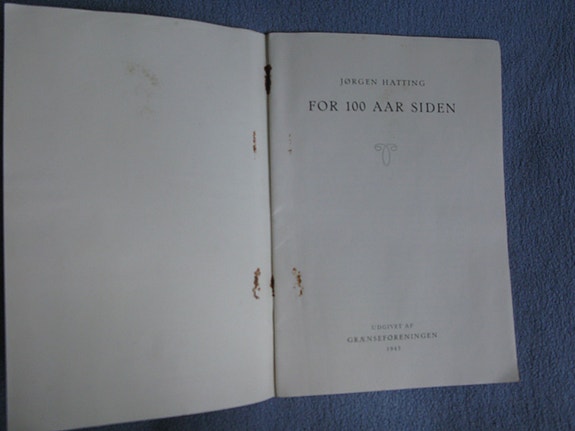 JØRGEN HATTING
FOR 100 AAR SIDEN
UDGIVET AF
GRÆNSEFORENINGEN